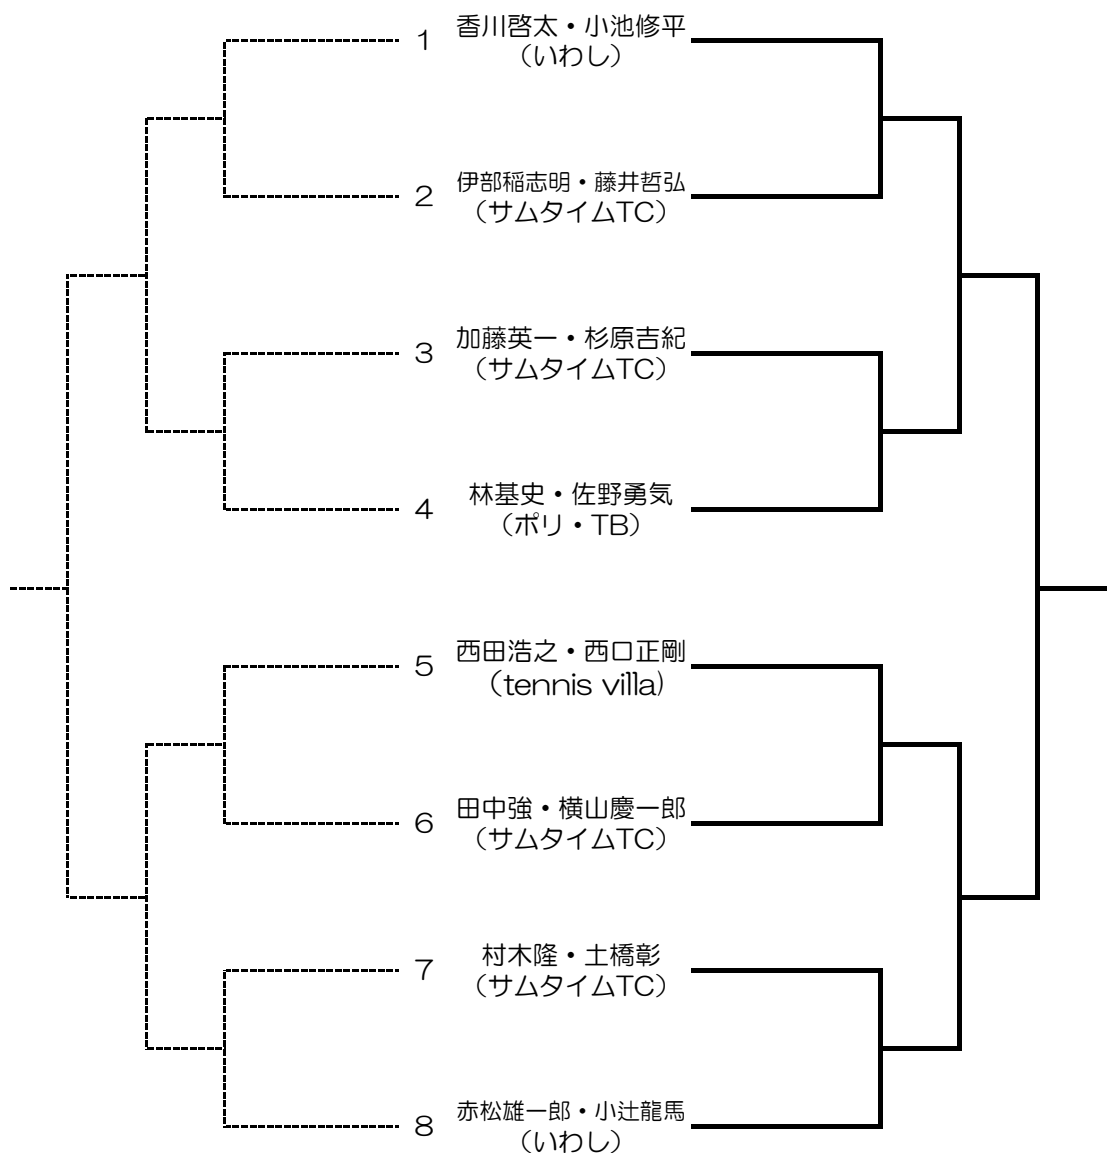 1 香川啓太・小池修平
（いわし）
2 伊部稲志明・藤井哲弘
（サムタイムTC）
3 加藤英一・杉原吉紀
（サムタイムTC）
4 林基史・佐野勇気
（ポリ・TB）
5 西田浩之・西口正剛
（tennis villa)
6 田中強・横山慶一郎
（サムタイムTC）
7 村木隆・土橋彰
（サムタイムTC）
8 赤松雄一郎・小辻龍馬
（いわし）